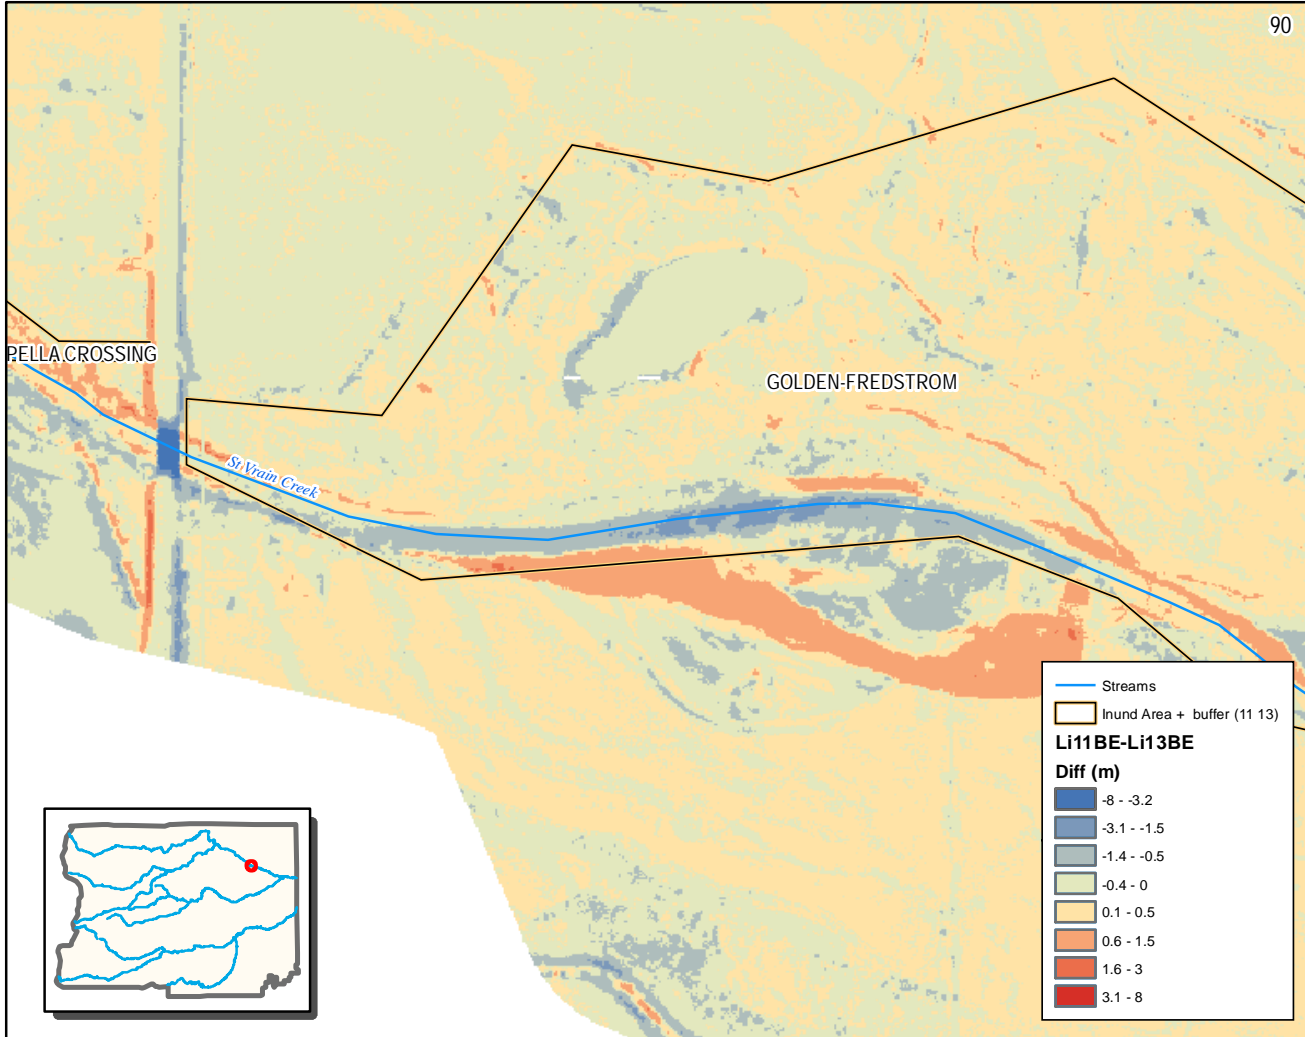 90
PELLA CROSSING
GOLDEN-FREDSTROM
St Vrain Creek
Streams
Inund Area + buffer (11 13)
Li11BE-Li13BE
Diff (m)
-8 - -3.2
-3.1 - -1.5
-1.4 - -0.5
-0.4 - 0
0.1 - 0.5
0.6 - 1.5
1.6 - 3
3.1 - 8